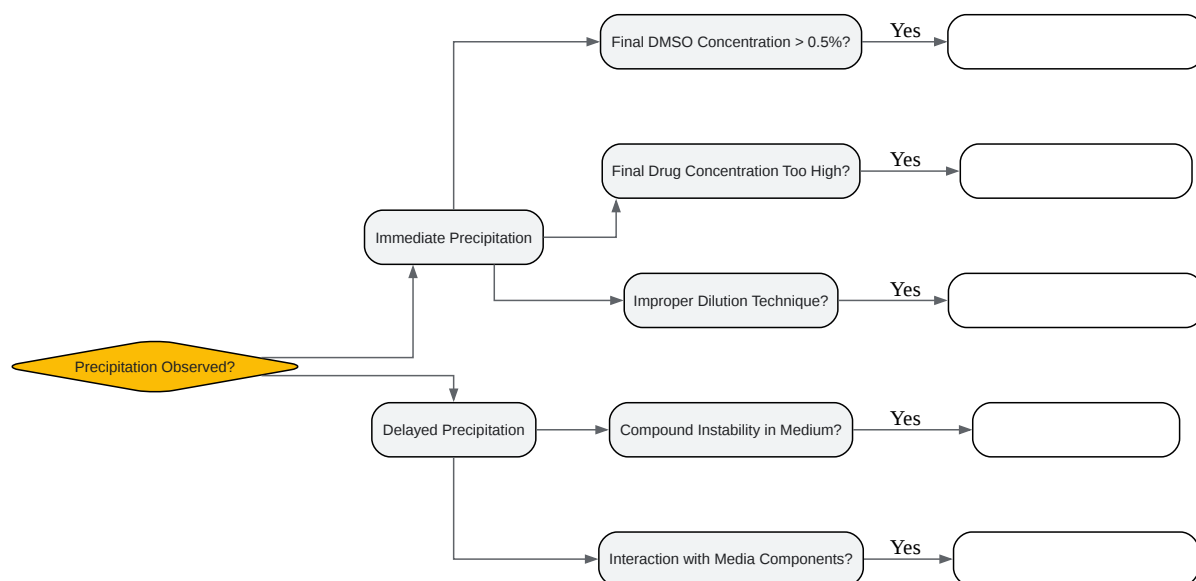 Final DMSO Concentration > 0.5%?
Yes
Final Drug Concentration Too High?
Yes
Immediate Precipitation
Improper Dilution Technique?
Yes
Precipitation Observed?
Delayed Precipitation
Compound Instability in Medium?
Yes
Interaction with Media Components?
Yes